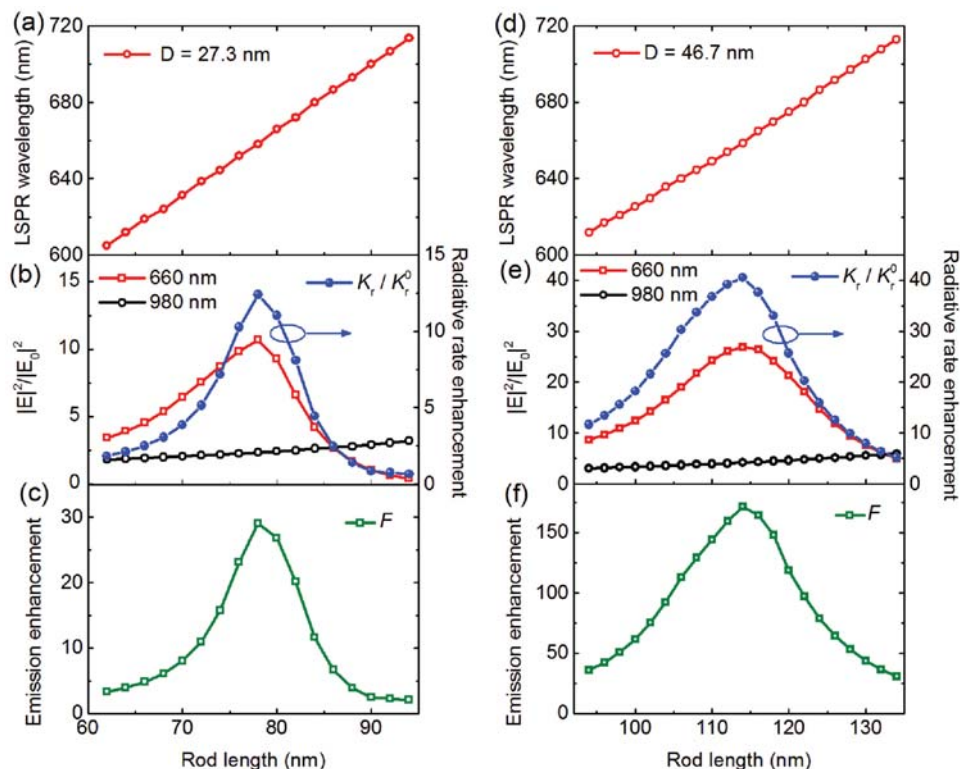 (a)
LSPR wavelength (nm)
720
680
640
600
D = 27.3 nm
(b)
|E|²/|E₀|²
15
10
5
0
660 nm
980 nm
Kᵣ / Kᵣ⁰
15
10
5
0
Radiative rate enhancement
(c)
Emission enhancement
30
20
10
0
F
60 70 80 90
Rod length (nm)
(d)
LSPR wavelength (nm)
720
680
640
600
D = 46.7 nm
(e)
|E|²/|E₀|²
40
30
20
10
0
660 nm
980 nm
Kᵣ / Kᵣ⁰
40
30
20
10
0
Radiative rate enhancement
(f)
Emission enhancement
150
100
50
0
F
100 110 120 130
Rod length (nm)